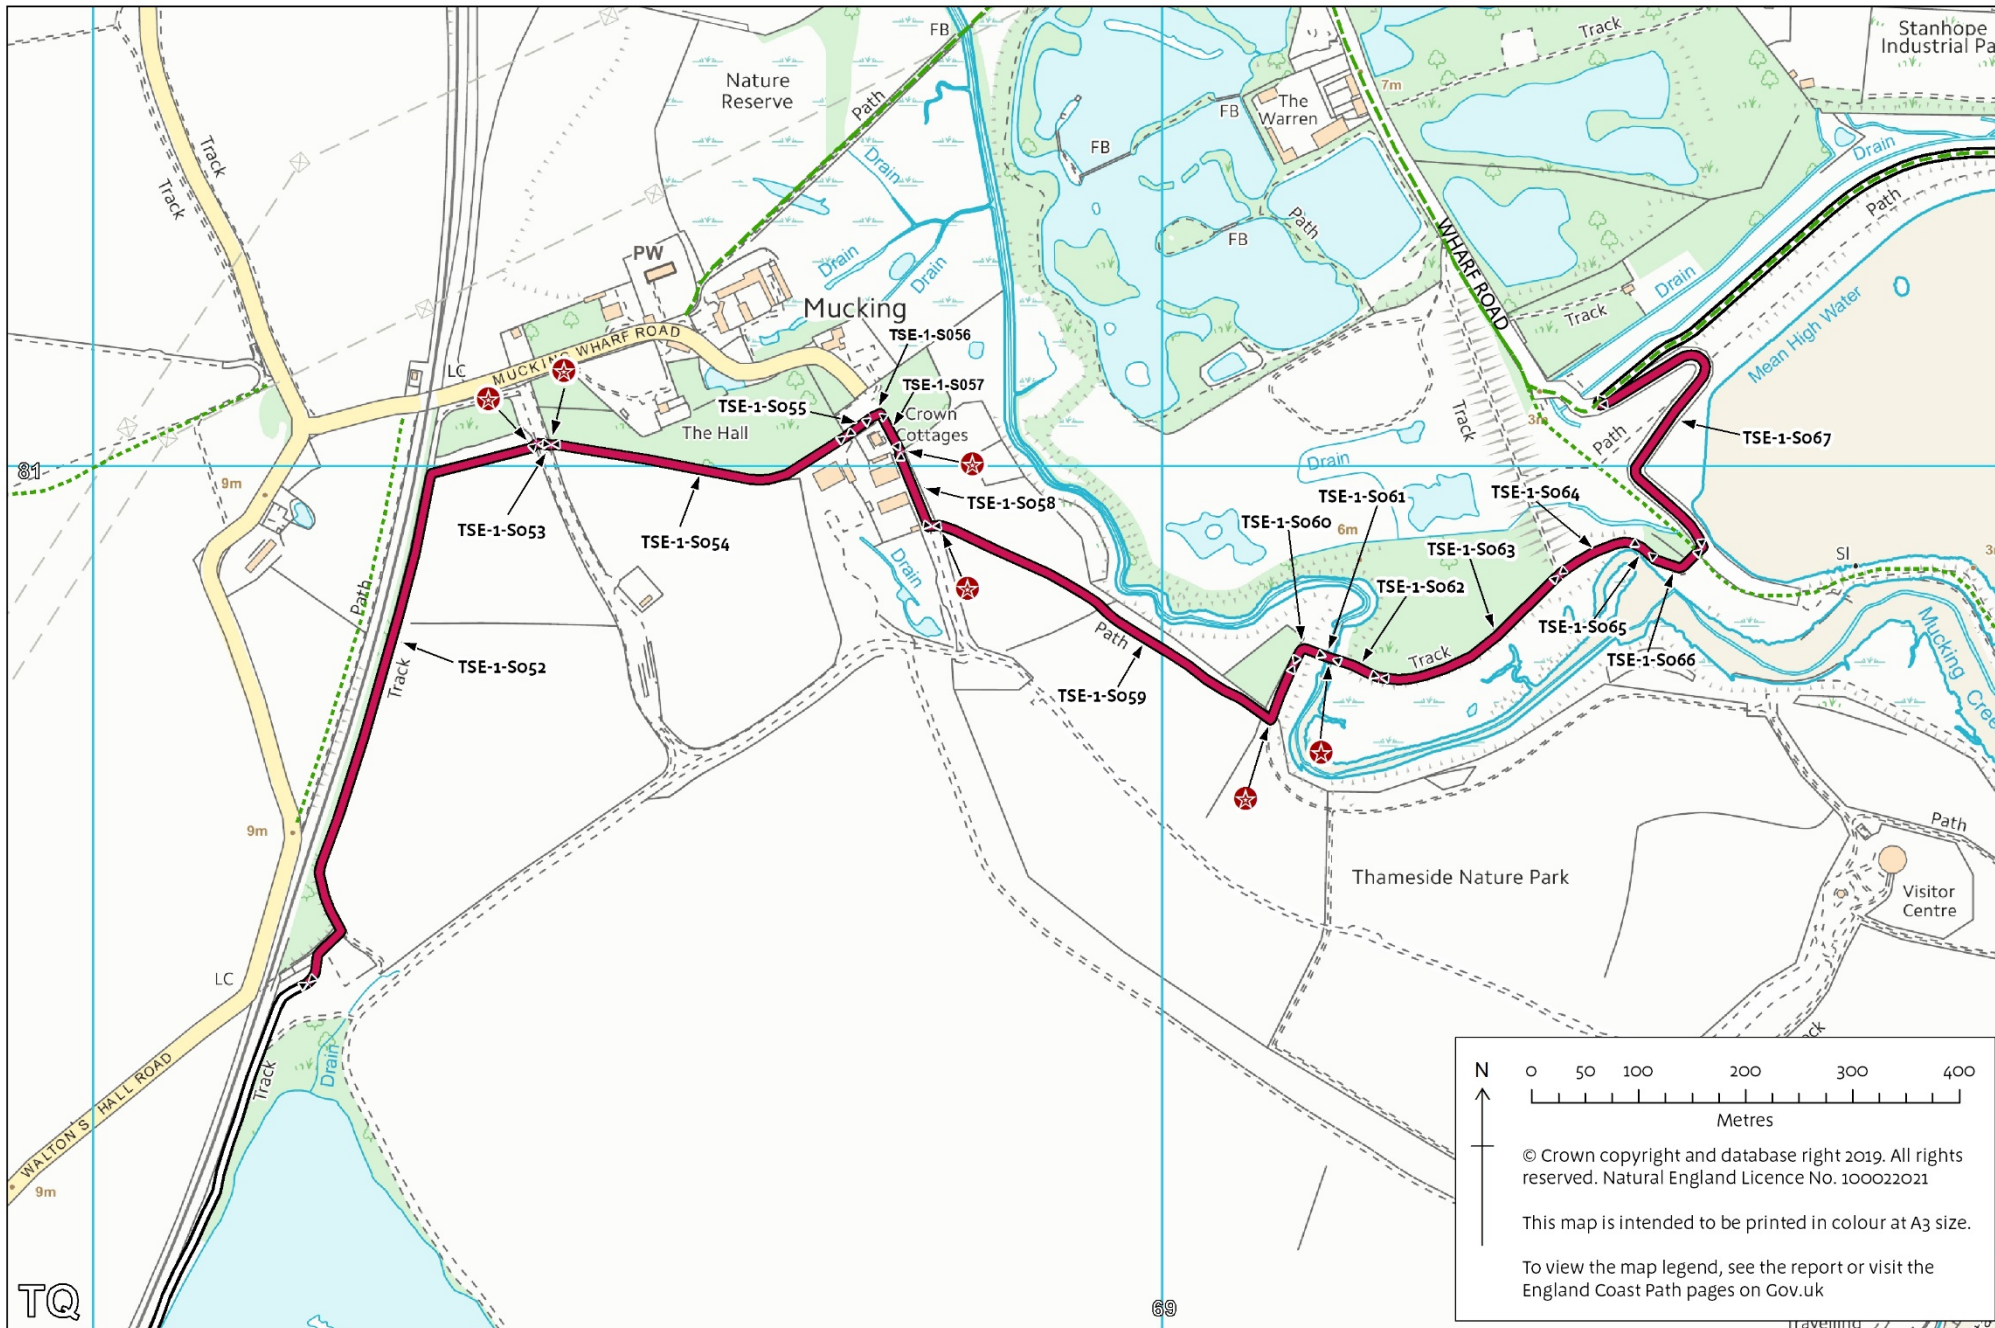 FB
Nature
Reserve
Path
Track
Track
Drain
Drain
Drain
FB
FB
FB
The
Warren
Path
7m
Track
Stanhope
Industrial Pa
Drain
Path
WHARF ROAD
Drain
Track
Mean High Water
PW
Mucking
MUCKING WHARF ROAD
LC
TSE-1-S056
TSE-1-S057
TSE-1-S055
Crown
Cottages
The Hall
Track
3m
Path
TSE-1-S067
81
9m
TSE-1-S053
TSE-1-S054
TSE-1-S058
Drain
TSE-1-S061
TSE-1-S064
TSE-1-S060
6m
TSE-1-S063
TSE-1-S062
SI
Drain
Path
Track
TSE-1-S052
Path
TSE-1-S059
Track
TSE-1-S065
TSE-1-S066
Mucking Cree
9m
Path
Thameside Nature Park
Visitor
Centre
LC
Track
Drain
WALTON S HALL ROAD
9m
TQ
69
N
0 50 100 200 300 400
Metres
© Crown copyright and database right 2019. All rights
reserved. Natural England Licence No. 100022021
This map is intended to be printed in colour at A3 size.
To view the map legend, see the report or visit the
England Coast Path pages on Gov.uk